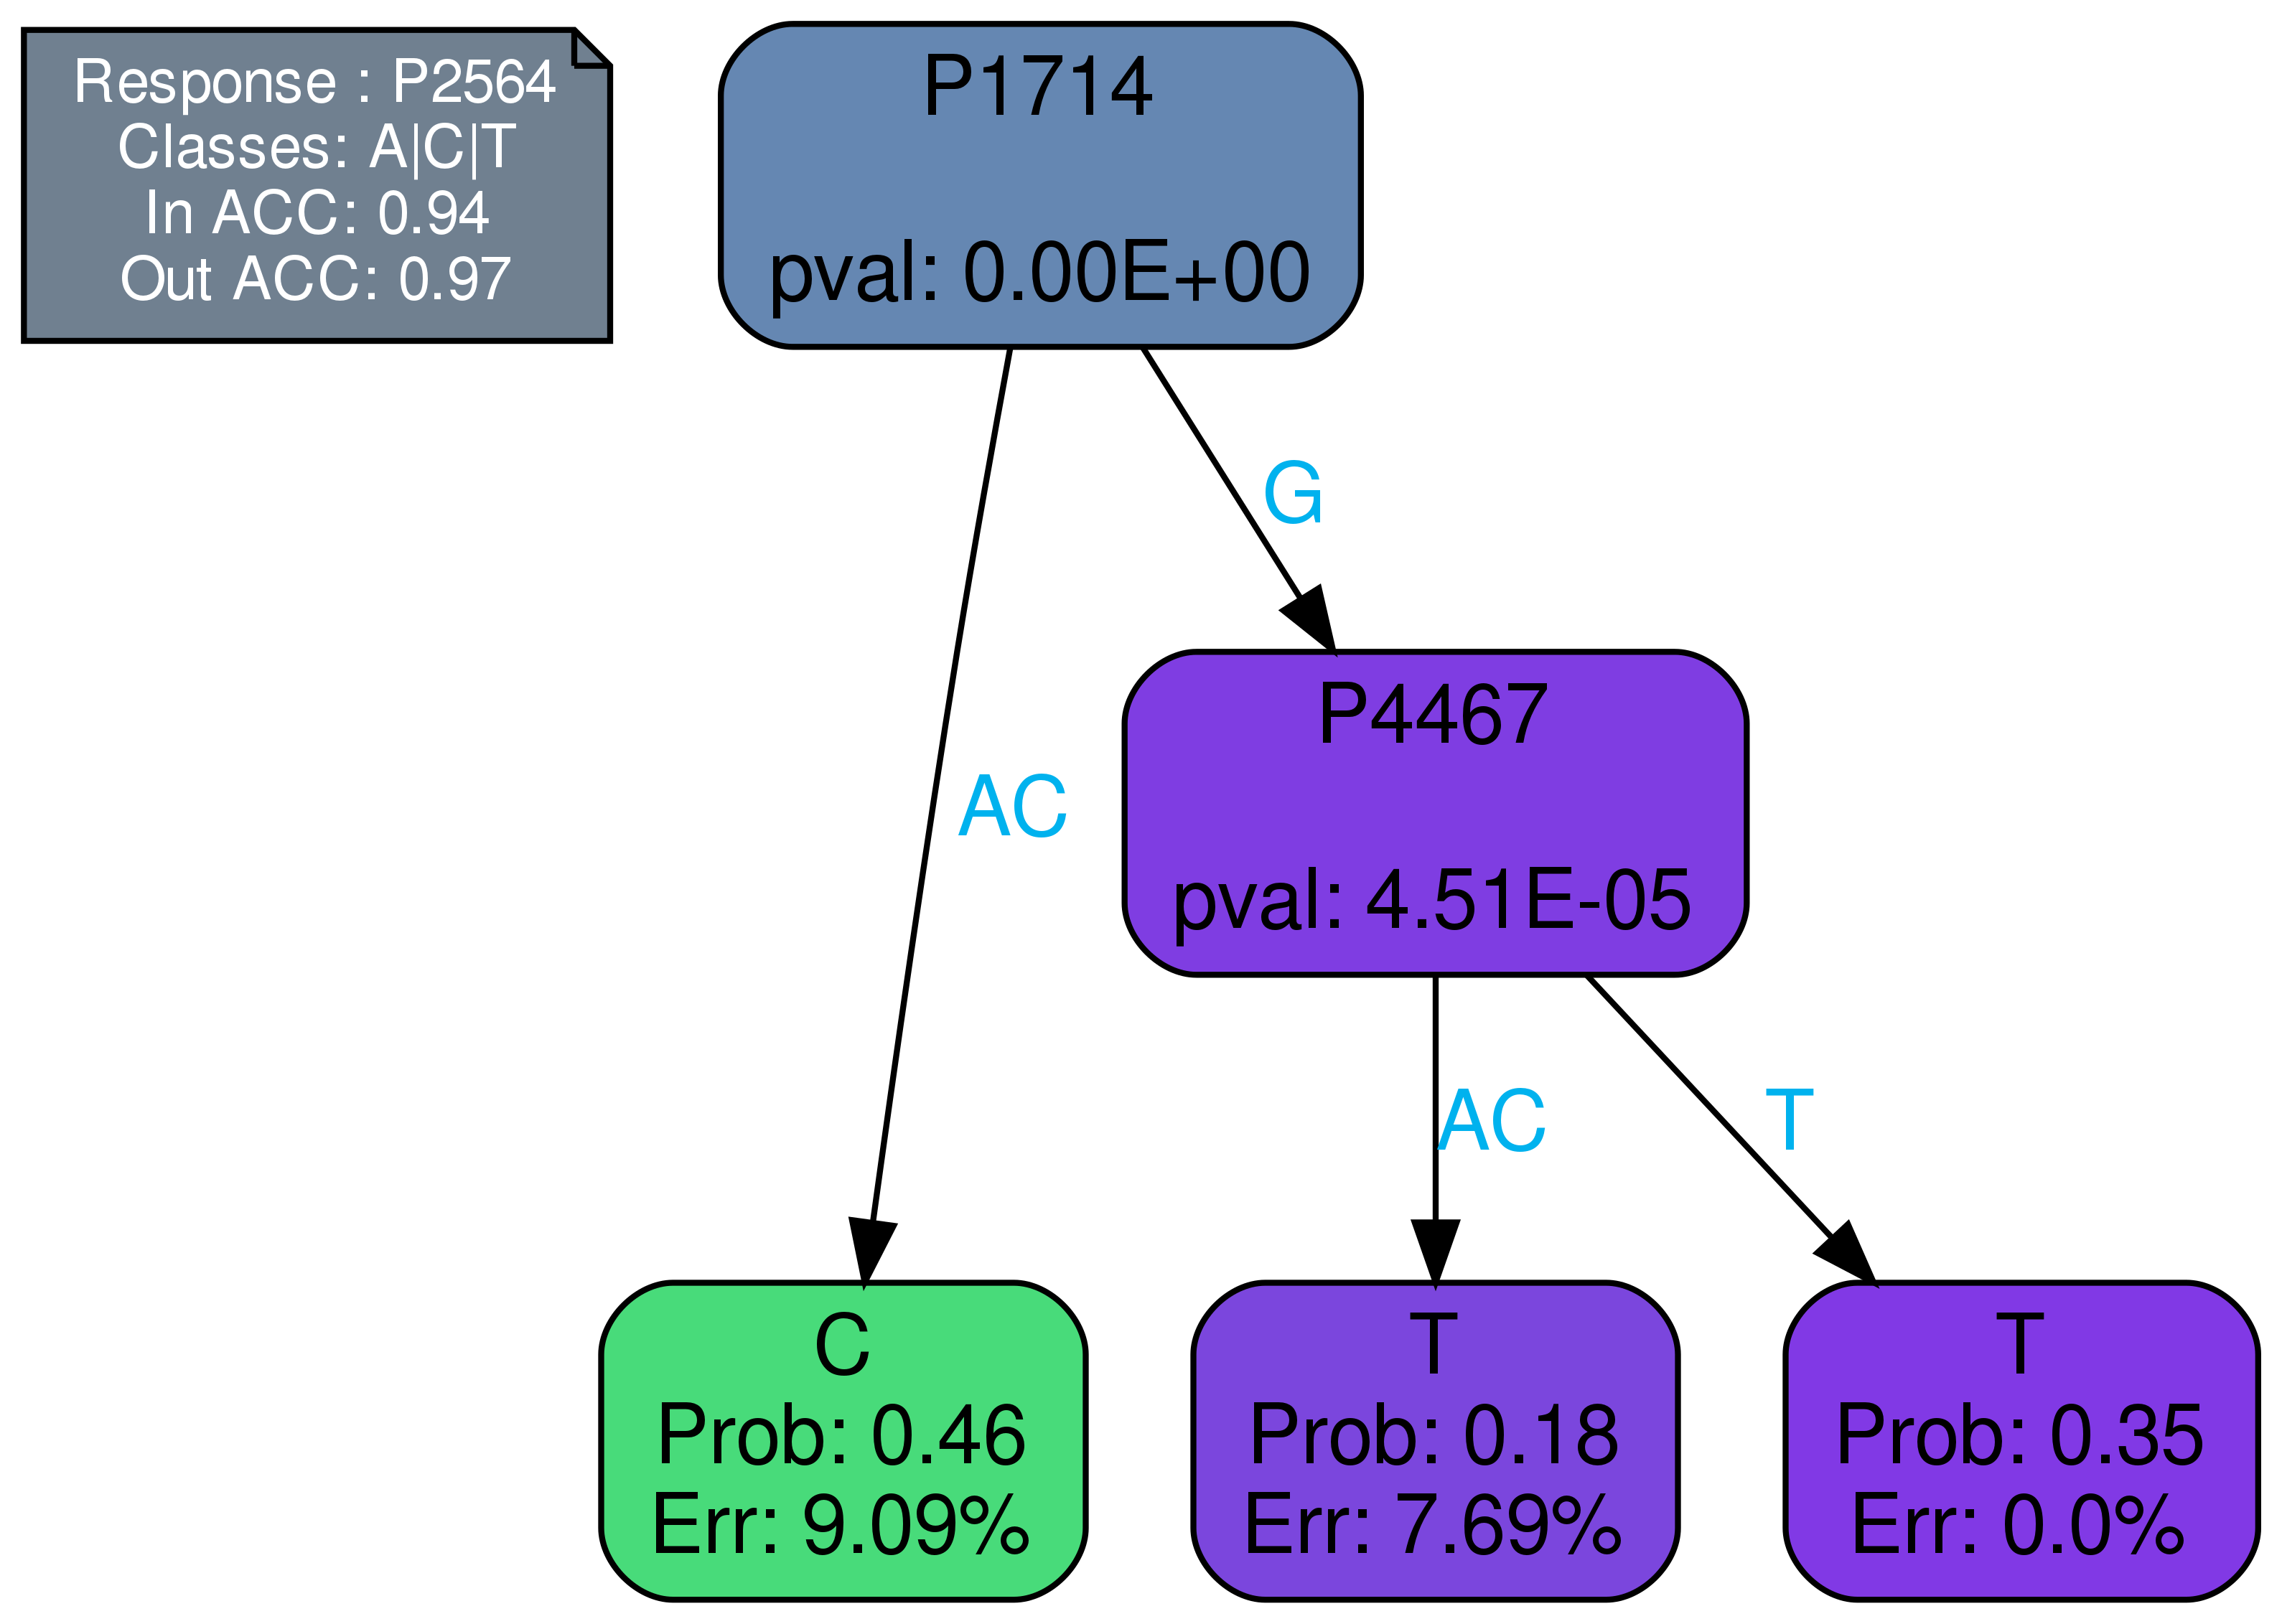 Response : P2564
Classes: A|C|T
In ACC: 0.94
Out ACC: 0.97
P1714
pval: 0.00E+00
G
P4467
pval: 4.51E-05
AC
AC
T
C
Prob: 0.46
Err: 9.09%
T
Prob: 0.18
Err: 7.69%
T
Prob: 0.35
Err: 0.0%